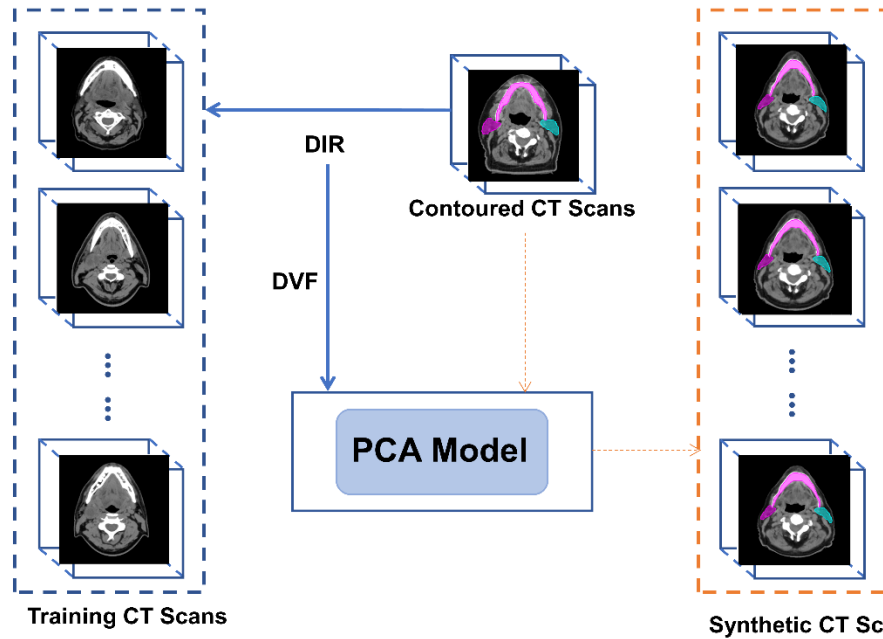 DIR
Contoured CT Scans
DVF
PCA Model
Training CT Scans
Synthetic CT Sc